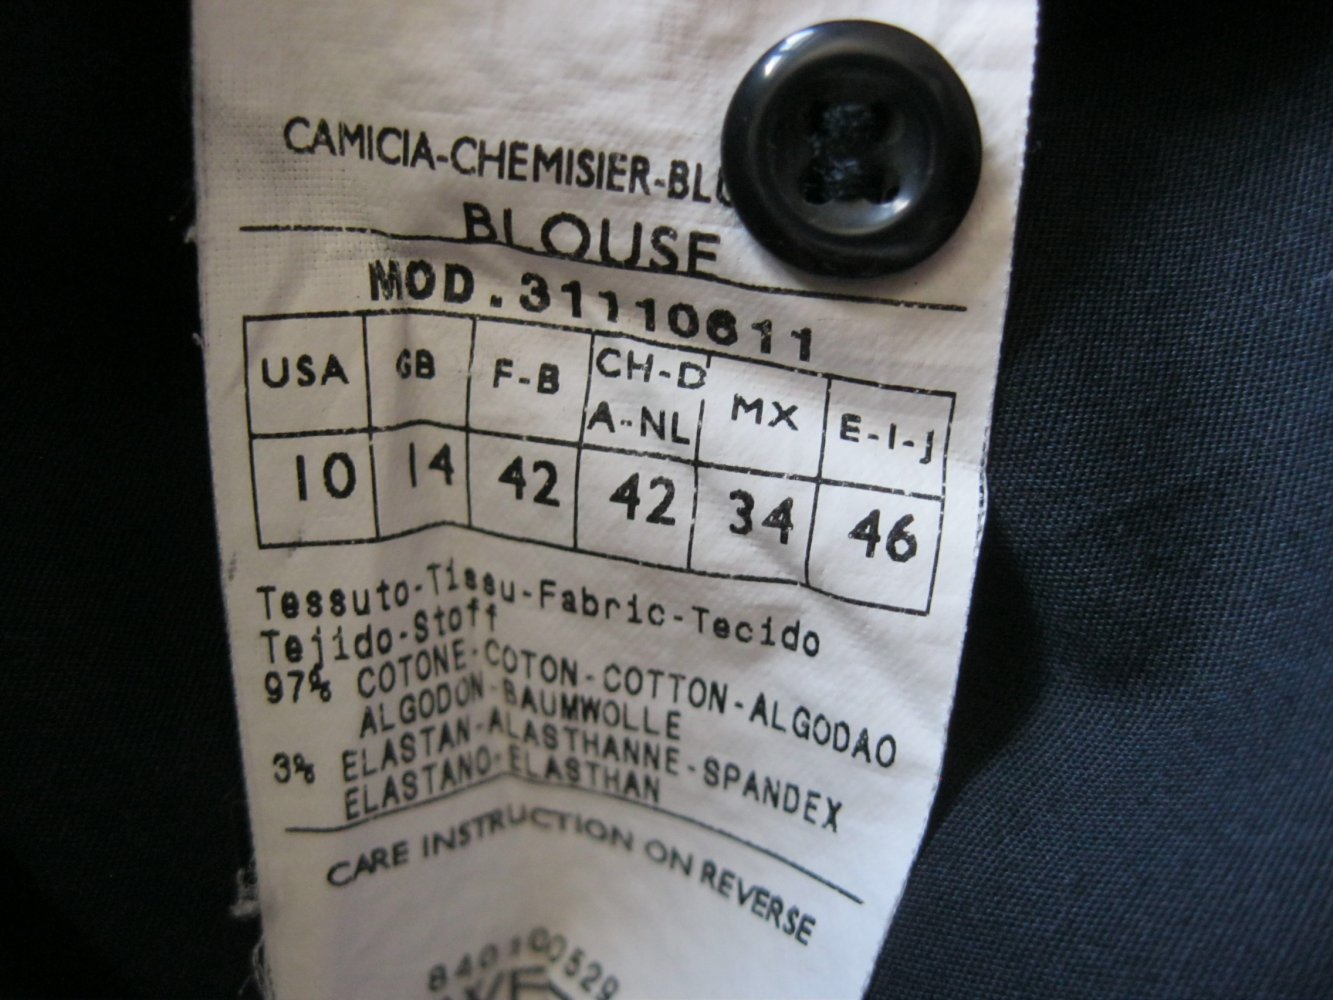 CAMICIA-CHEMISIER-BLU
BLOUSE
MOD.31110611
USA GB F-B CH-D A-NL MX E-I-J
10 14 42 42 34 46
Tessuto-Tissu-Fabric-Tecido
Tejido-Stoff
97% COTONE-COTON-COTTON-ALGODAO
ALGODON-BAUMWOLLE
3% ELASTAN-ALASTHANNE-SPANDEX
ELASTANO-ELASTHAN
CARE INSTRUCTION ON REVERSE